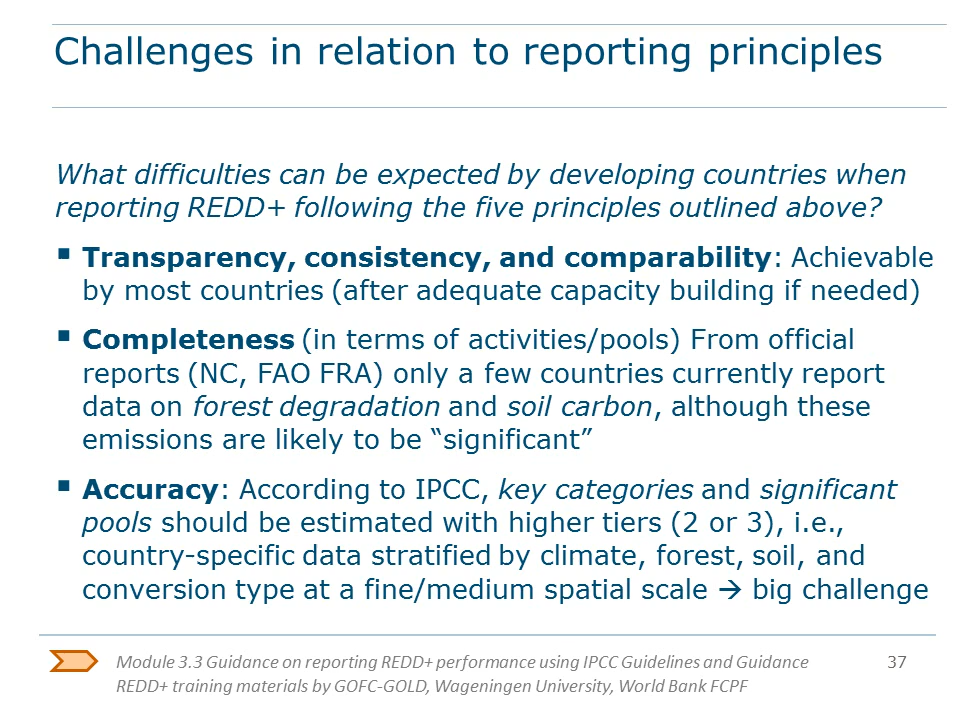 Challenges in relation to reporting principles
What difficulties can be expected by developing countries when
reporting REDD+ following the five principles outlined above?
▪ Transparency, consistency, and comparability: Achievable
by most countries (after adequate capacity building if needed)
▪ Completeness (in terms of activities/pools) From official
reports (NC, FAO FRA) only a few countries currently report
data on forest degradation and soil carbon, although these
emissions are likely to be “significant”
▪ Accuracy: According to IPCC, key categories and significant
pools should be estimated with higher tiers (2 or 3), i.e.,
country-specific data stratified by climate, forest, soil, and
conversion type at a fine/medium spatial scale → big challenge
Module 3.3 Guidance on reporting REDD+ performance using IPCC Guidelines and Guidance
REDD+ training materials by GOFC-GOLD, Wageningen University, World Bank FCPF
37